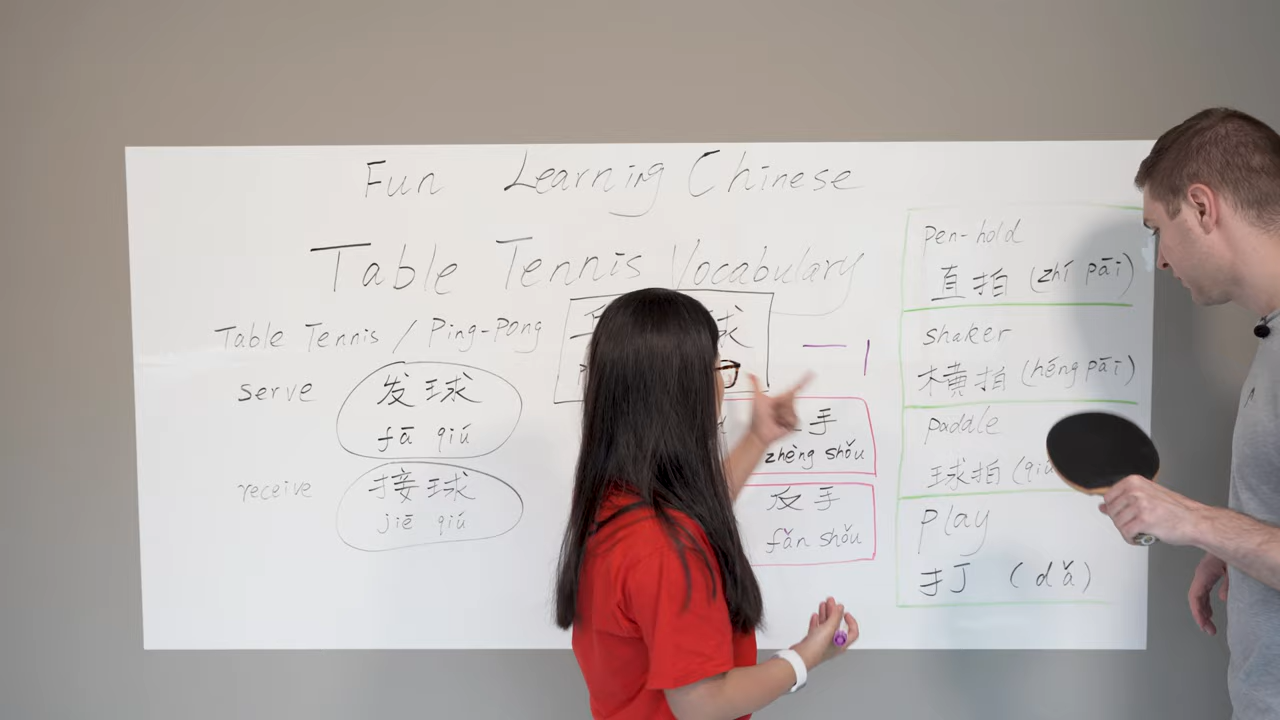 Fun Learning Chinese
Table Tennis Vocabulary
Table Tennis / Ping-Pong
球
serve
发球
fā qiú
receive
接球
jiē qiú
手
zhèng shǒu
反手
fǎn shǒu
pen-hold
直拍 (zhí pāi)
shaker
横拍 (héng pāi)
paddle
球拍
play
打 (dǎ)